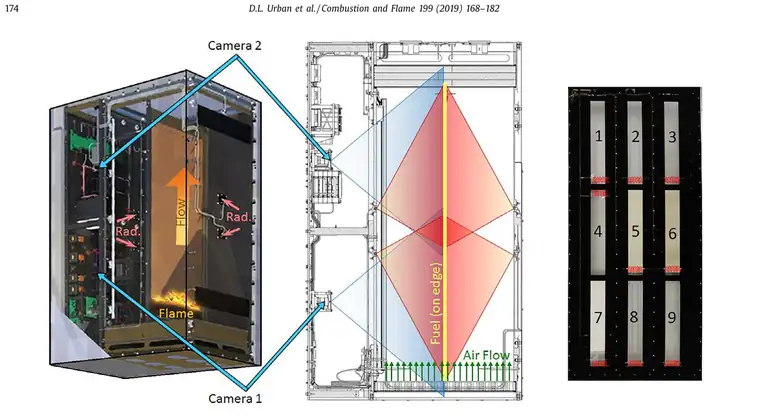 174
D.L. Urban et al. / Combustion and Flame 199 (2019) 168–182
Camera 2
Rad.
Rad.
Flow
Flame
Camera 1
Fuel (on edge)
Air Flow
1 2 3
4 5 6
7 8 9